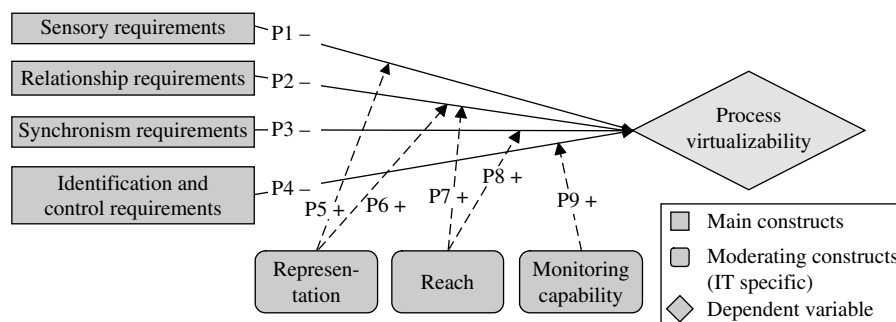 Sensory requirements
P1 –
Relationship requirements
P2 –
Synchronism requirements
P3 –
Identification and
control requirements
P4 –
Process
virtualizability
P5 +
P6 +
P7 +
P8 +
P9 +
Represen-
tation
Reach
Monitoring
capability
Main constructs
Moderating constructs
(IT specific)
Dependent variable